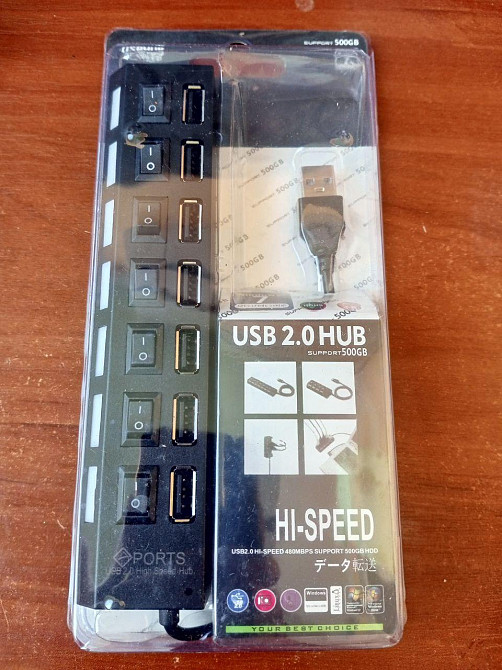 SUPPORT 500GB
USB 2.0 HUB
SUPPORT 500GB
HI-SPEED
USB2.0 HI-SPEED 480MBPS SUPPORT 500GB HDD
データ転送
Windows
Linux
YOUR BEST CHOICE
PORTS
USB 2.0 High Speed Hub